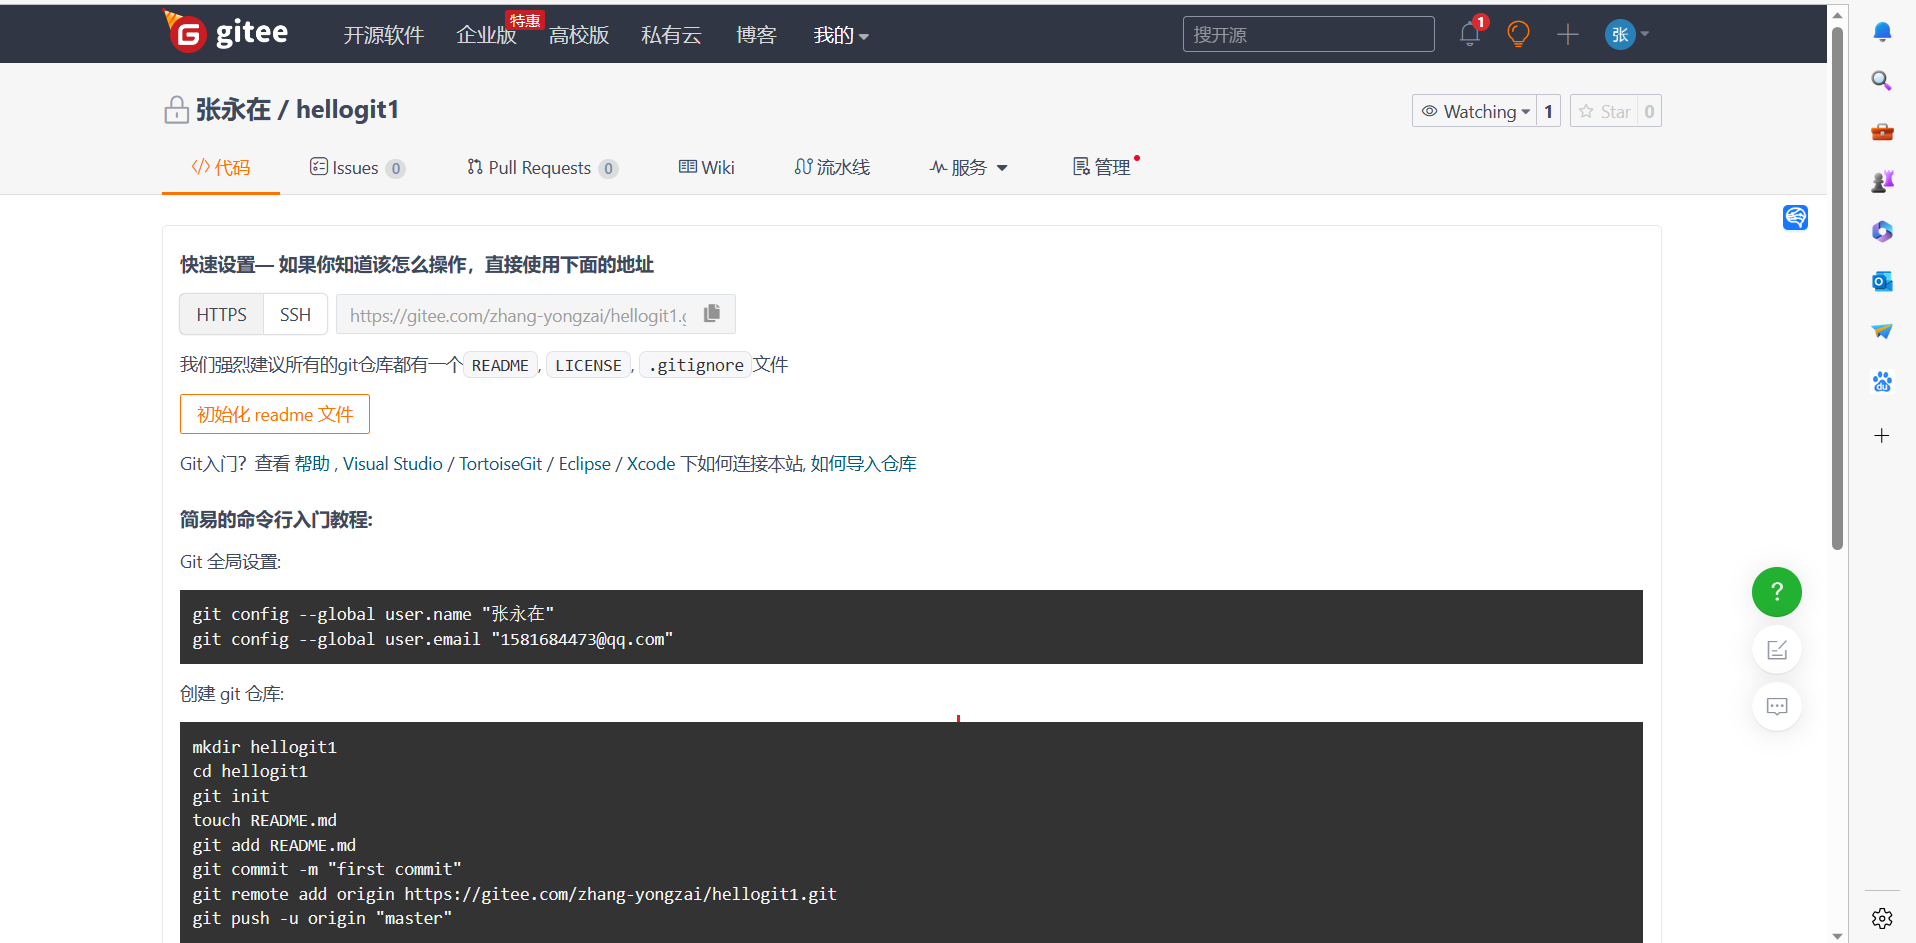 gitee 开源软件 企业版 特惠 高校版 私有云 博客 我的 搜开源 1 张
张永在 / hellogit1 Watching 1 Star 0
代码 Issues 0 Pull Requests 0 Wiki 流水线 服务 管理
快速设置— 如果你知道该怎么操作，直接使用下面的地址
HTTPS SSH https://gitee.com/zhang-yongzai/hellogit1.g
我们强烈建议所有的git仓库都有一个 README , LICENSE , .gitignore 文件
初始化 readme 文件
Git入门？查看 帮助 , Visual Studio / TortoiseGit / Eclipse / Xcode 下如何连接本站, 如何导入仓库
简易的命令行入门教程:
Git 全局设置:
git config --global user.name "张永在"
git config --global user.email "1581684473@qq.com"
?
创建 git 仓库:
mkdir hellogit1
cd hellogit1
git init
touch README.md
git add README.md
git commit -m "first commit"
git remote add origin https://gitee.com/zhang-yongzai/hellogit1.git
git push -u origin "master"